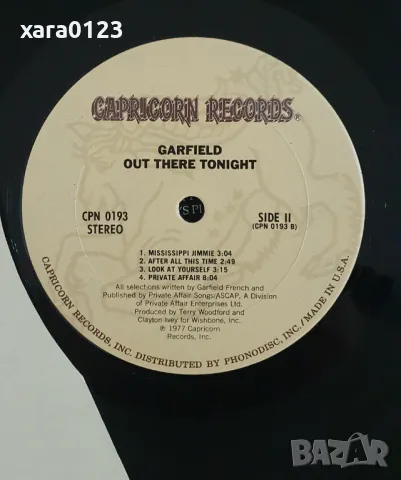 xara0123
CAPRICORN RECORDS®
GARFIELD
OUT THERE TONIGHT
CPN 0193
STEREO
SIDE II
(CPN 0193 B)
1. MISSISSIPPI JIMMIE 3:04
2. AFTER ALL THIS TIME 2:49
3. LOOK AT YOURSELF 3:15
4. PRIVATE AFFAIR 8:04
All selections written by Garfield French and
Published by Private Affair Songs/ASCAP, A Division
of Private Affair Enterprises Ltd.
Produced by Terry Woodford and
Clayton Ivey for Wishbone, Inc.
℗ 1977 Capricorn
Records, Inc.
CAPRICORN RECORDS, INC. DISTRIBUTED BY PHONODISC, INC./MADE IN U.S.A.
BAZAR